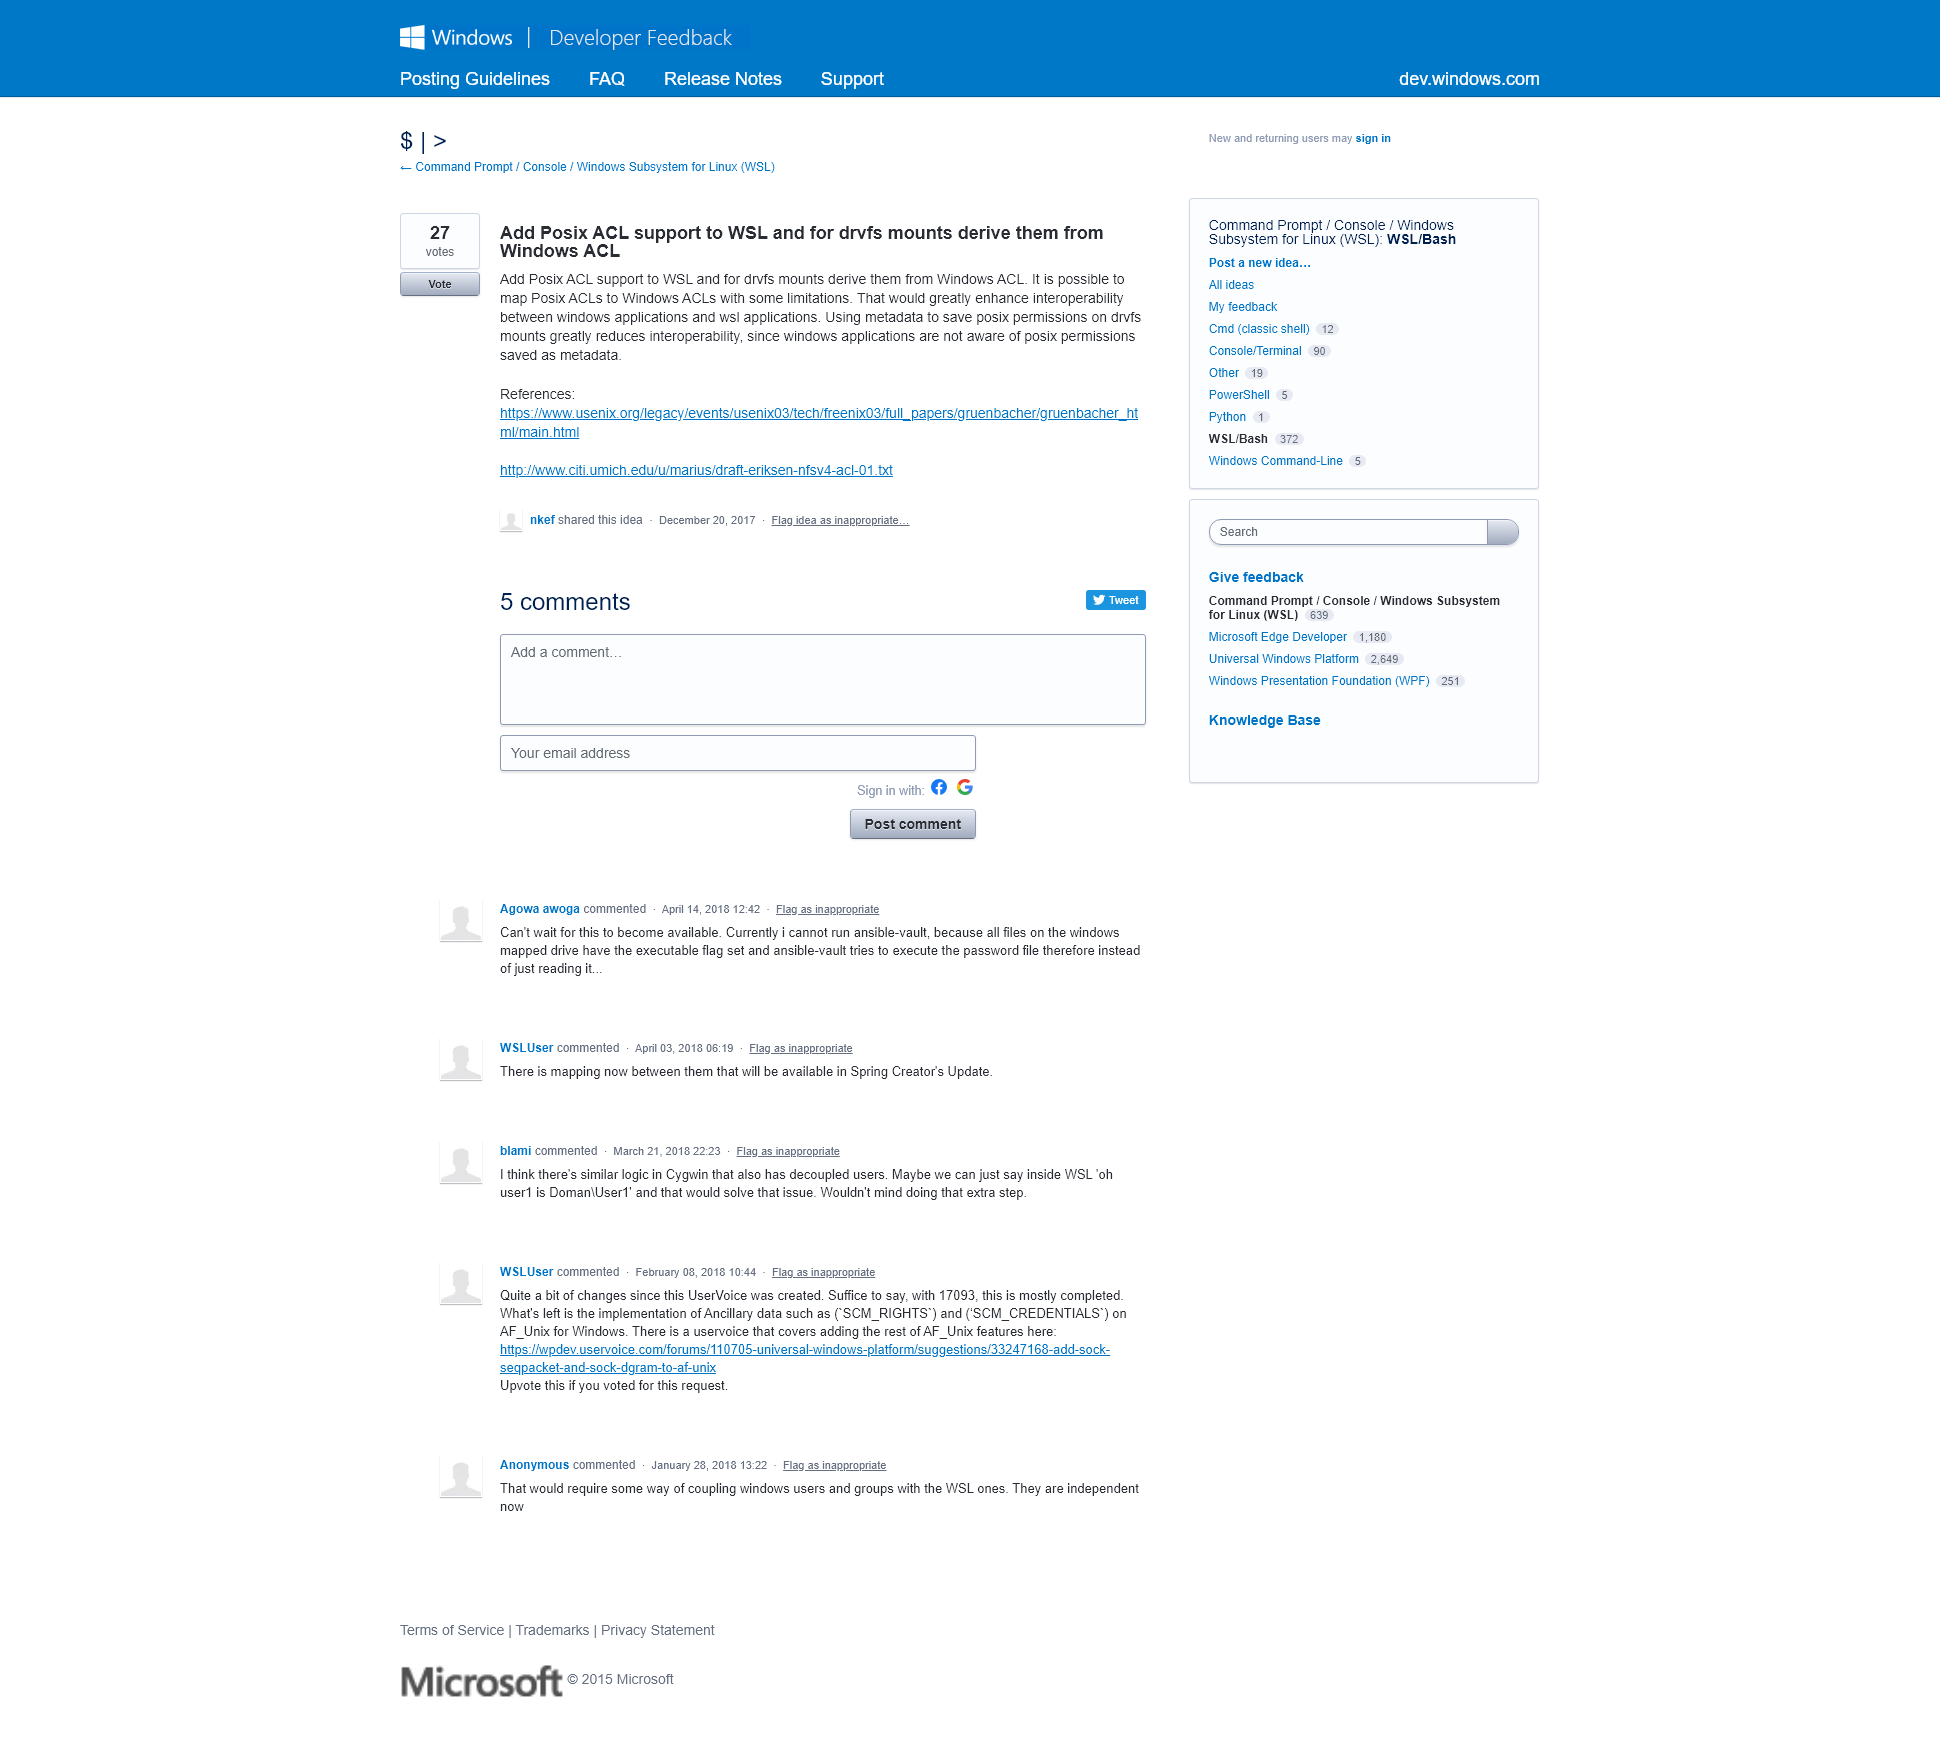 Windows | Developer Feedback
Posting Guidelines FAQ Release Notes Support dev.windows.com
$ | >
← Command Prompt / Console / Windows Subsystem for Linux (WSL)
New and returning users may sign in
27
votes
Vote
Add Posix ACL support to WSL and for drvfs mounts derive them from
Windows ACL
Add Posix ACL support to WSL and for drvfs mounts derive them from Windows ACL. It is possible to
map Posix ACLs to Windows ACLs with some limitations. That would greatly enhance interoperability
between windows applications and wsl applications. Using metadata to save posix permissions on drvfs
mounts greatly reduces interoperability, since windows applications are not aware of posix permissions
saved as metadata.
References:
https://www.usenix.org/legacy/events/usenix03/tech/freenix03/full_papers/gruenbacher/gruenbacher_ht
ml/main.html
http://www.citi.umich.edu/u/marius/draft-eriksen-nfsv4-acl-01.txt
nkef shared this idea · December 20, 2017 · Flag idea as inappropriate…
5 comments
Tweet
Add a comment…
Your email address
Sign in with:
Post comment
Agowa awoga commented · April 14, 2018 12:42 · Flag as inappropriate
Can't wait for this to become available. Currently i cannot run ansible-vault, because all files on the windows
mapped drive have the executable flag set and ansible-vault tries to execute the password file therefore instead
of just reading it...
WSLUser commented · April 03, 2018 06:19 · Flag as inappropriate
There is mapping now between them that will be available in Spring Creator's Update.
blami commented · March 21, 2018 22:23 · Flag as inappropriate
I think there's similar logic in Cygwin that also has decoupled users. Maybe we can just say inside WSL 'oh
user1 is Doman\User1' and that would solve that issue. Wouldn't mind doing that extra step.
WSLUser commented · February 08, 2018 10:44 · Flag as inappropriate
Quite a bit of changes since this UserVoice was created. Suffice to say, with 17093, this is mostly completed.
What's left is the implementation of Ancillary data such as (`SCM_RIGHTS`) and (‘SCM_CREDENTIALS`) on
AF_Unix for Windows. There is a uservoice that covers adding the rest of AF_Unix features here:
https://wpdev.uservoice.com/forums/110705-universal-windows-platform/suggestions/33247168-add-sock-
seqpacket-and-sock-dgram-to-af-unix
Upvote this if you voted for this request.
Anonymous commented · January 28, 2018 13:22 · Flag as inappropriate
That would require some way of coupling windows users and groups with the WSL ones. They are independent
now
Command Prompt / Console / Windows
Subsystem for Linux (WSL): WSL/Bash
Post a new idea…
All ideas
My feedback
Cmd (classic shell) 12
Console/Terminal 90
Other 19
PowerShell 5
Python 1
WSL/Bash 372
Windows Command-Line 5
Search
Give feedback
Command Prompt / Console / Windows Subsystem
for Linux (WSL) 639
Microsoft Edge Developer 1,180
Universal Windows Platform 2,649
Windows Presentation Foundation (WPF) 251
Knowledge Base
Terms of Service | Trademarks | Privacy Statement
Microsoft © 2015 Microsoft